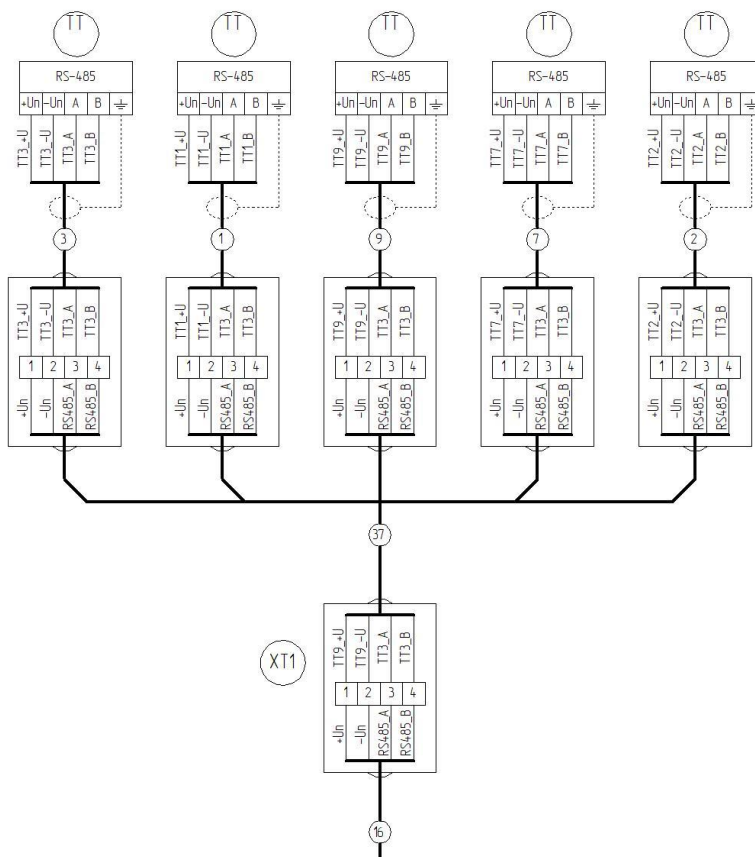 TT TT TT TT TT
RS-485 RS-485 RS-485 RS-485 RS-485
+Un -Un A B +Un -Un A B +Un -Un A B +Un -Un A B +Un -Un A B
TT3_+U TT3_-U TT3_A TT3_B TT1_+U TT1_-U TT1_A TT1_B TT9_+U TT9_-U TT9_A TT9_B TT7_+U TT7_-U TT7_A TT7_B TT2_+U TT2_-U TT2_A TT2_B
3 1 9 7 2
TT3_+U TT3_-U TT3_A TT3_B TT1_+U TT1_-U TT3_A TT3_B TT9_+U TT9_-U TT3_A TT3_B TT7_+U TT7_-U TT3_A TT3_B TT2_+U TT2_-U TT3_A TT3_B
1 2 3 4 1 2 3 4 1 2 3 4 1 2 3 4 1 2 3 4
+Un -Un RS485_A RS485_B +Un -Un RS485_A RS485_B +Un -Un RS485_A RS485_B +Un -Un RS485_A RS485_B +Un -Un RS485_A RS485_B
37
TT9_+U TT9_-U TT3_A TT3_B
XT1
1 2 3 4
+Un -Un RS485_A RS485_B
16